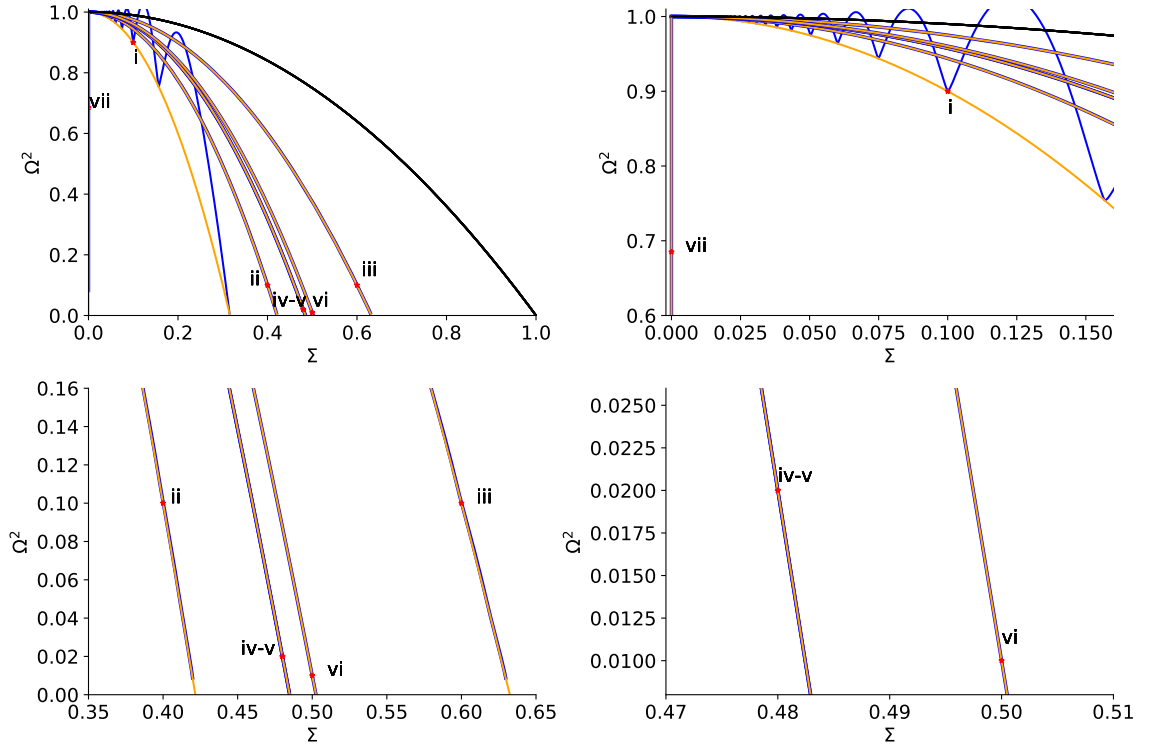 1.0
0.8
0.6
0.4
0.2
0.0
Ω²
0.0 0.2 0.4 0.6 0.8 1.0
Σ
i
vii
ii
iv-v
vi
iii
1.0
0.9
0.8
0.7
0.6
Ω²
0.000 0.025 0.050 0.075 0.100 0.125 0.150
Σ
i
vii
0.16
0.14
0.12
0.10
0.08
0.06
0.04
0.02
0.00
Ω²
0.35 0.40 0.45 0.50 0.55 0.60 0.65
Σ
ii
iii
iv-v
vi
0.0250
0.0225
0.0200
0.0175
0.0150
0.0125
0.0100
Ω²
0.47 0.48 0.49 0.50 0.51
Σ
iv-v
vi